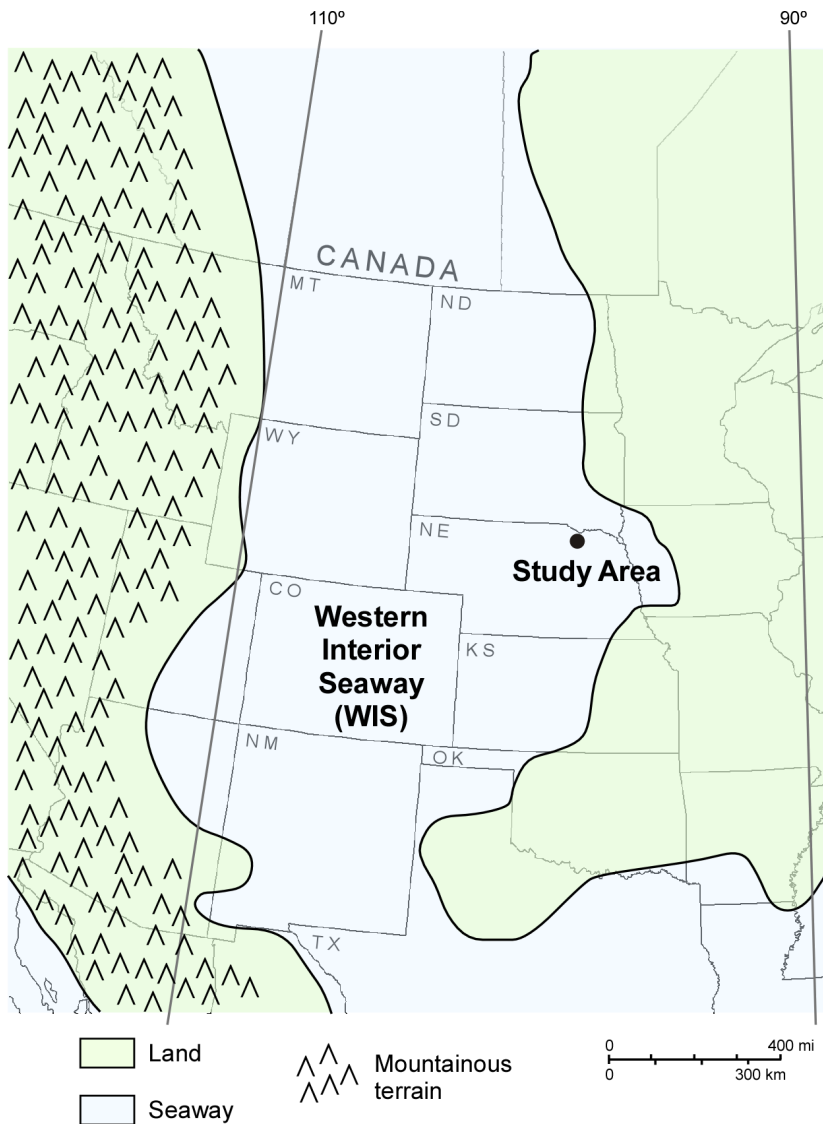 110º
90º
CANADA
MT
ND
SD
WY
NE
Study Area
CO
Western
Interior
Seaway
(WIS)
KS
NM
OK
TX
Land
Seaway
Mountainous
terrain
0
400 mi
0
300 km